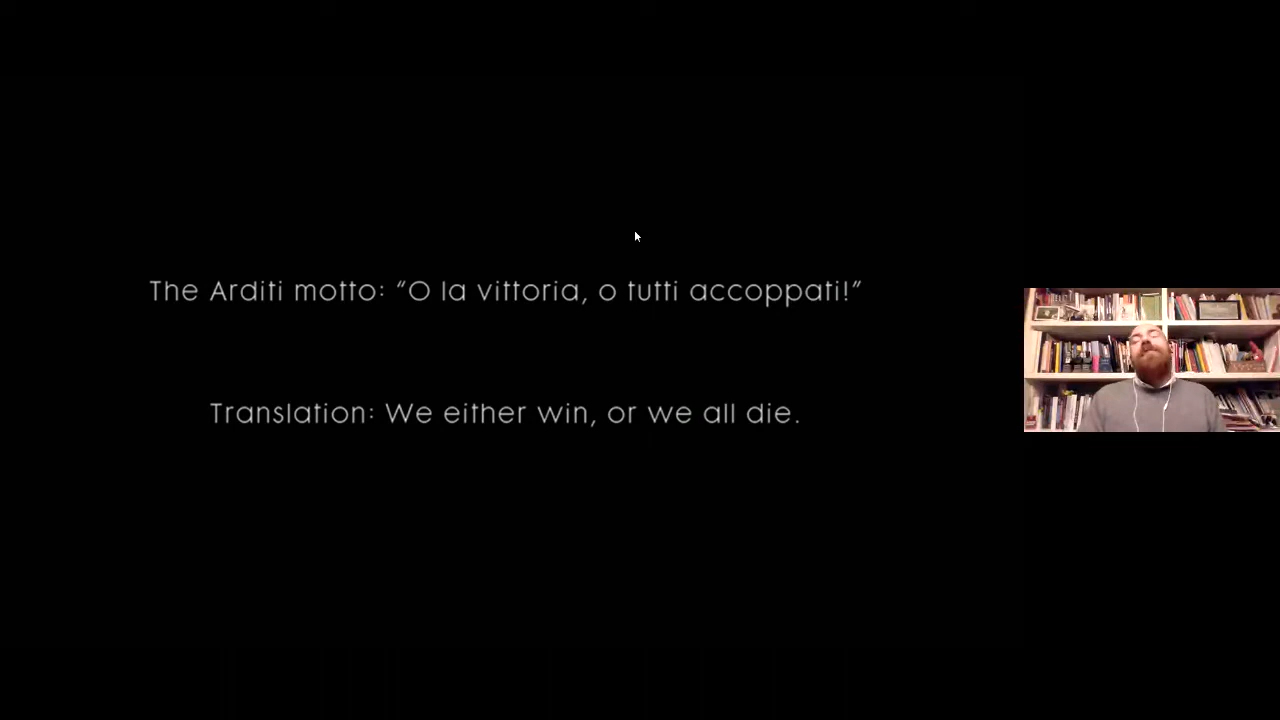 The Arditi motto: “O la vittoria, o tutti accoppati!”
Translation: We either win, or we all die.